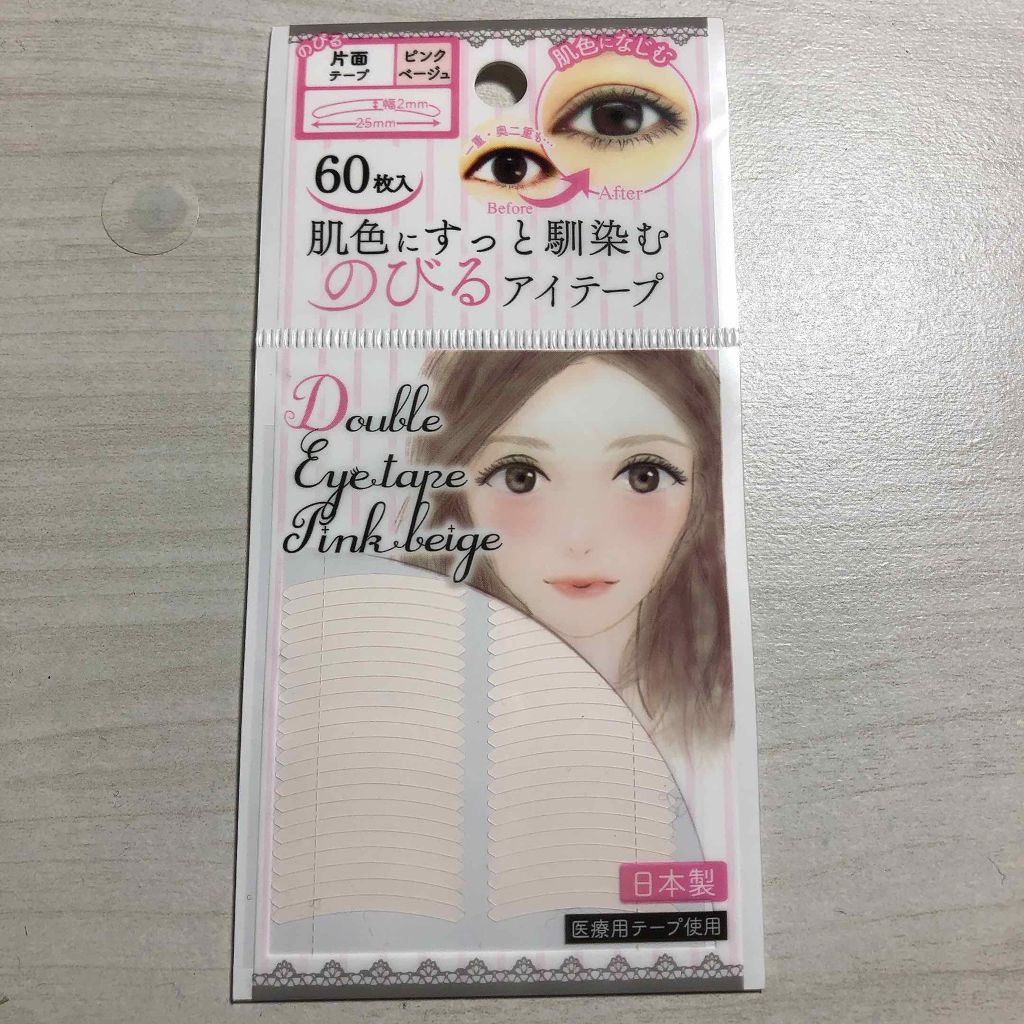 のびる
片面
テープ
ピンク
ベージュ
幅2mm
25mm
肌色になじむ
一重・奥二重も…
Before
After
60枚入
肌色にすっと馴染む
のびるアイテープ
Double
Eye tape
Pink beige
日本製
医療用テープ使用